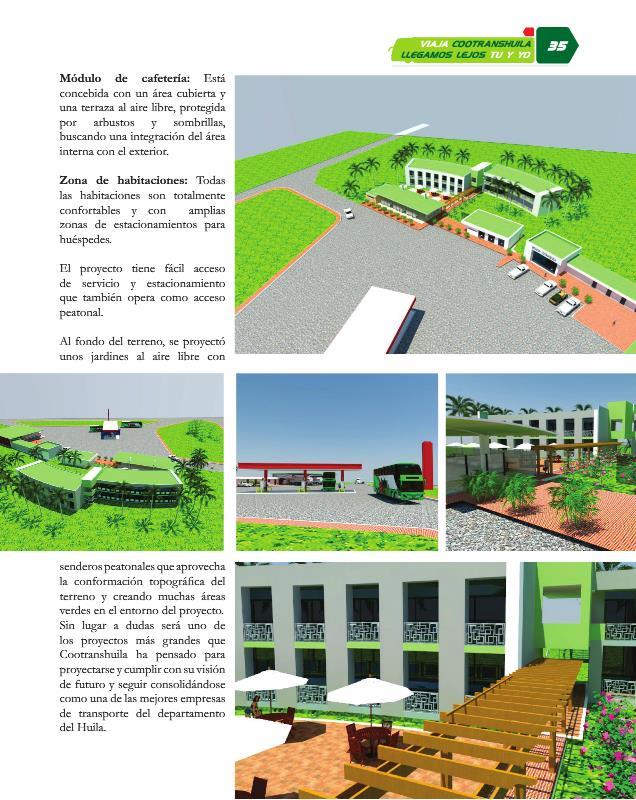 VIAJA COOTRANSHUILA
LLEGAMOS LEJOS TU Y YO
35
Módulo de cafetería: Está
concebida con un área cubierta y
una terraza al aire libre, protegida
por arbustos y sombrillas,
buscando una integración del área
interna con el exterior.
Zona de habitaciones: Todas
las habitaciones son totalmente
confortables y con amplias
zonas de estacionamientos para
huéspedes.
El proyecto tiene fácil acceso
de servicio y estacionamiento
que también opera como acceso
peatonal.
Al fondo del terreno, se proyectó
unos jardines al aire libre con
senderos peatonales que aprovecha
la conformación topográfica del
terreno y creando muchas áreas
verdes en el entorno del proyecto.
Sin lugar a dudas será uno de
los proyectos más grandes que
Cootranshuila ha pensado para
proyectarse y cumplir con su visión
de futuro y seguir consolidándose
como una de las mejores empresas
de transporte del departamento
del Huila.